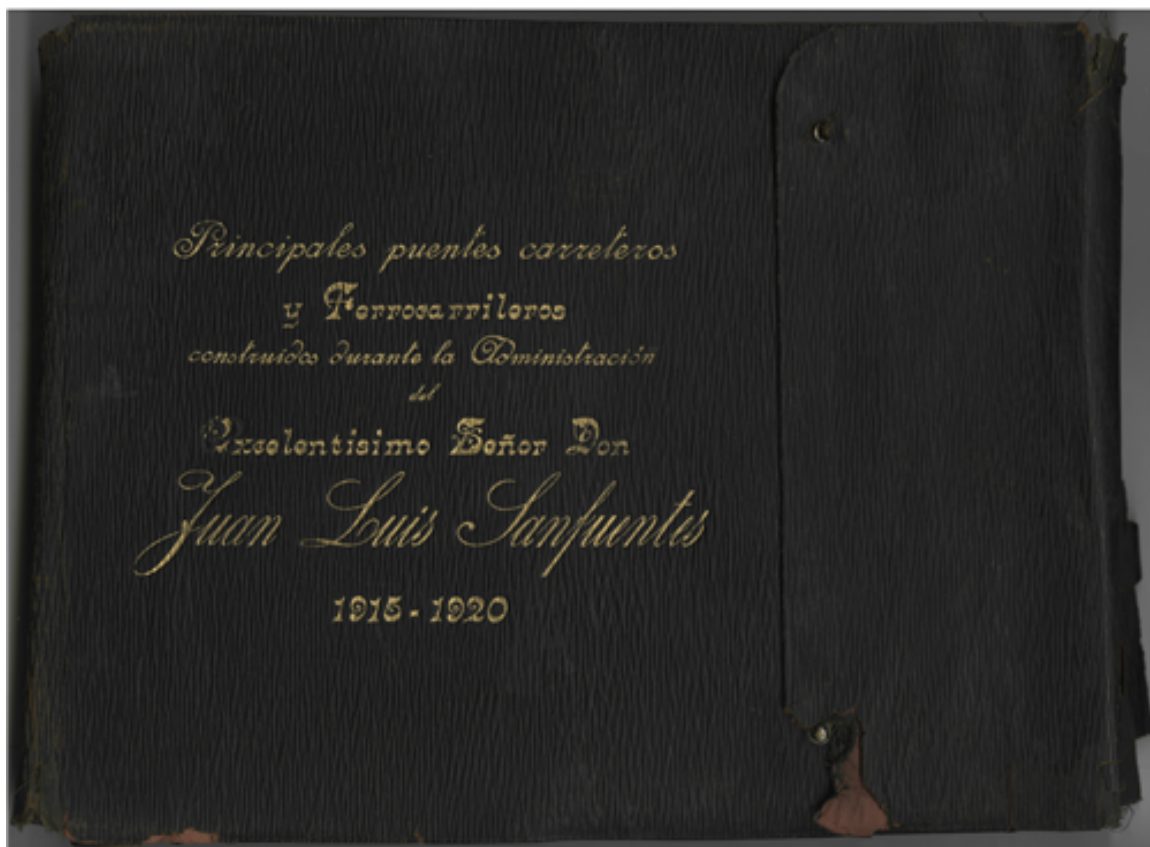 Principales puentes carreteros
y Ferrocarrileros
construidos durante la Administración
del
Excelentisimo Señor Don
Juan Luis Sanfuentes
1915 - 1920